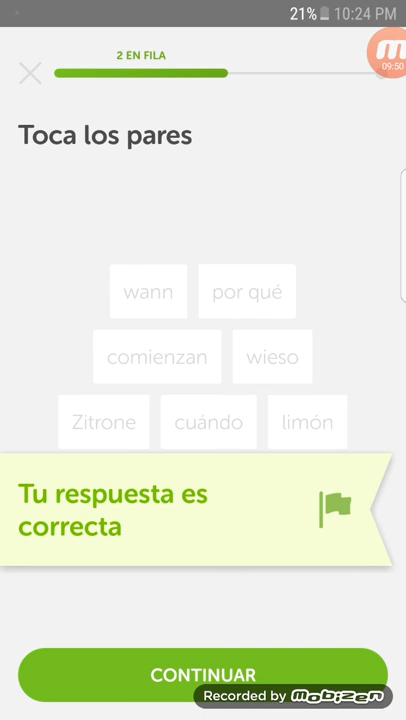 21% 10:24 PM
2 EN FILA
09:50
Toca los pares
wann por qué
comienzan wieso
Zitrone cuándo limón
Tu respuesta es
correcta
CONTINUAR
Recorded by mobizen